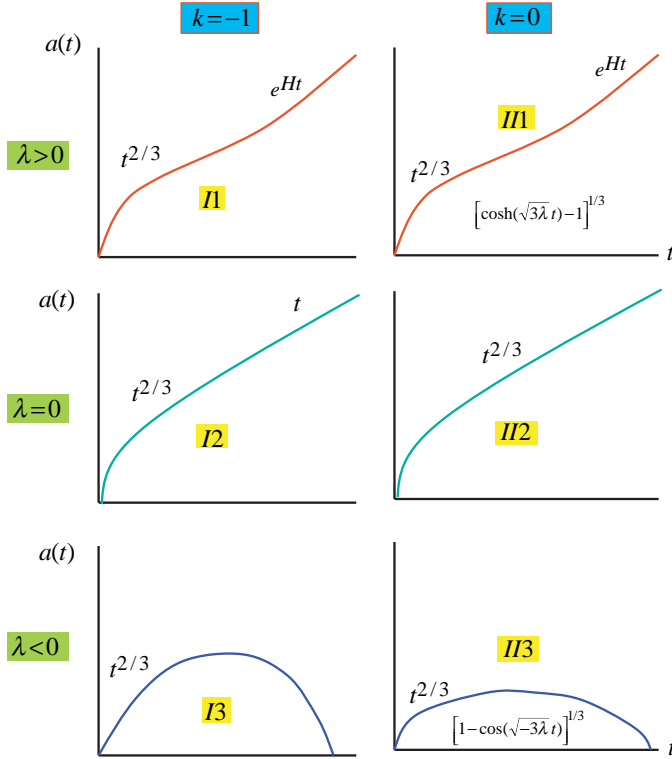 k=−1
k=0
a(t)
e^{Ht}
e^{Ht}
λ>0
t^{2/3}
II1
t^{2/3}
I1
[cosh(√3λ t)−1]^{1/3}
t
a(t)
t
t^{2/3}
t^{2/3}
λ=0
I2
II2
a(t)
λ<0
t^{2/3}
II3
t^{2/3}
I3
[1−cos(√−3λ t)]^{1/3}
t